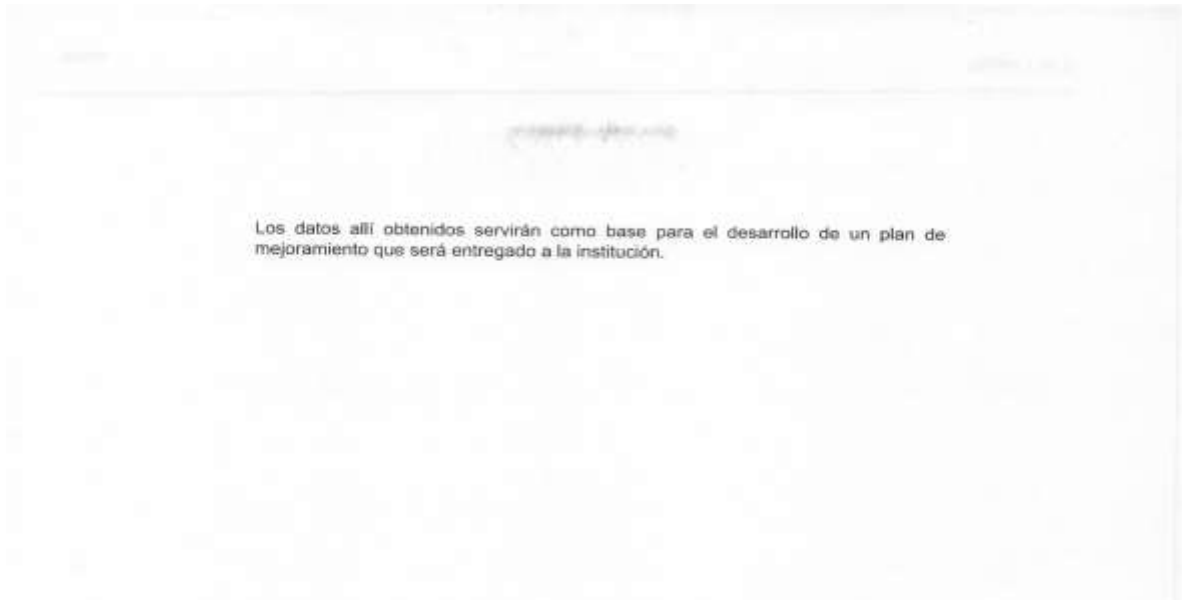 Los datos allí obtenidos servirán como base para el desarrollo de un plan de
mejoramiento que será entregado a la institución.